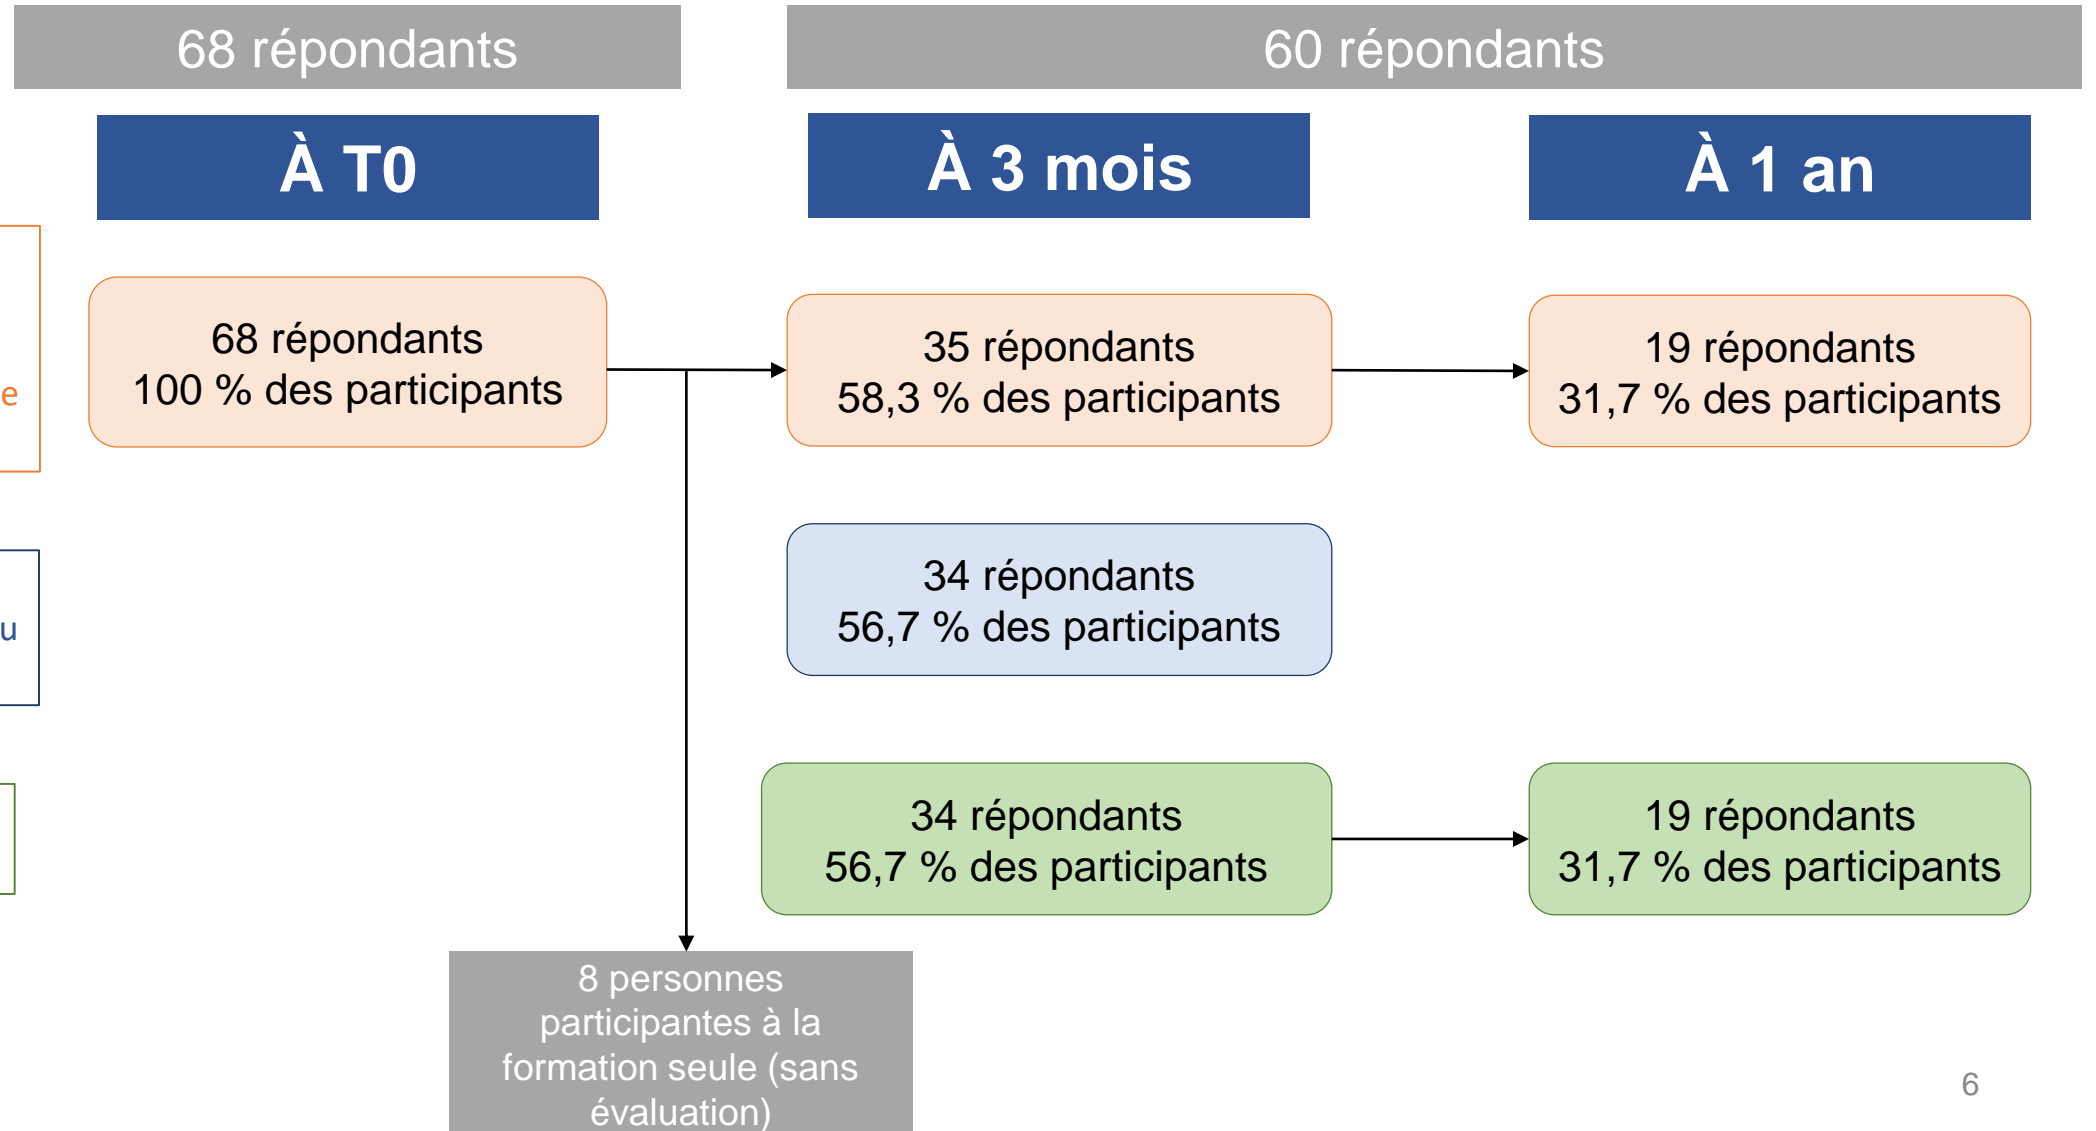 68 répondants
60 répondants
À T0
À 3 mois
À 1 an
68 répondants
100 % des participants
35 répondants
58,3 % des participants
19 répondants
31,7 % des participants
e
34 répondants
56,7 % des participants
u
34 répondants
56,7 % des participants
19 répondants
31,7 % des participants
8 personnes
participantes à la
formation seule (sans
évaluation)
6